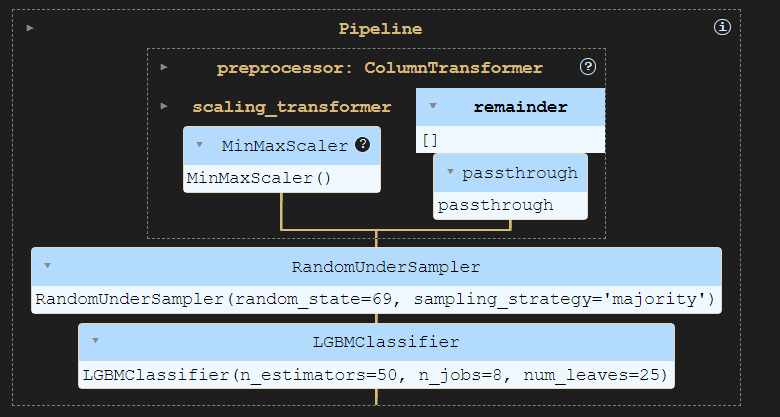 Pipeline
i
preprocessor: ColumnTransformer
?
scaling_transformer
remainder
MinMaxScaler ?
[]
MinMaxScaler()
passthrough
passthrough
RandomUnderSampler
RandomUnderSampler(random_state=69, sampling_strategy='majority')
LGBMClassifier
LGBMClassifier(n_estimators=50, n_jobs=8, num_leaves=25)